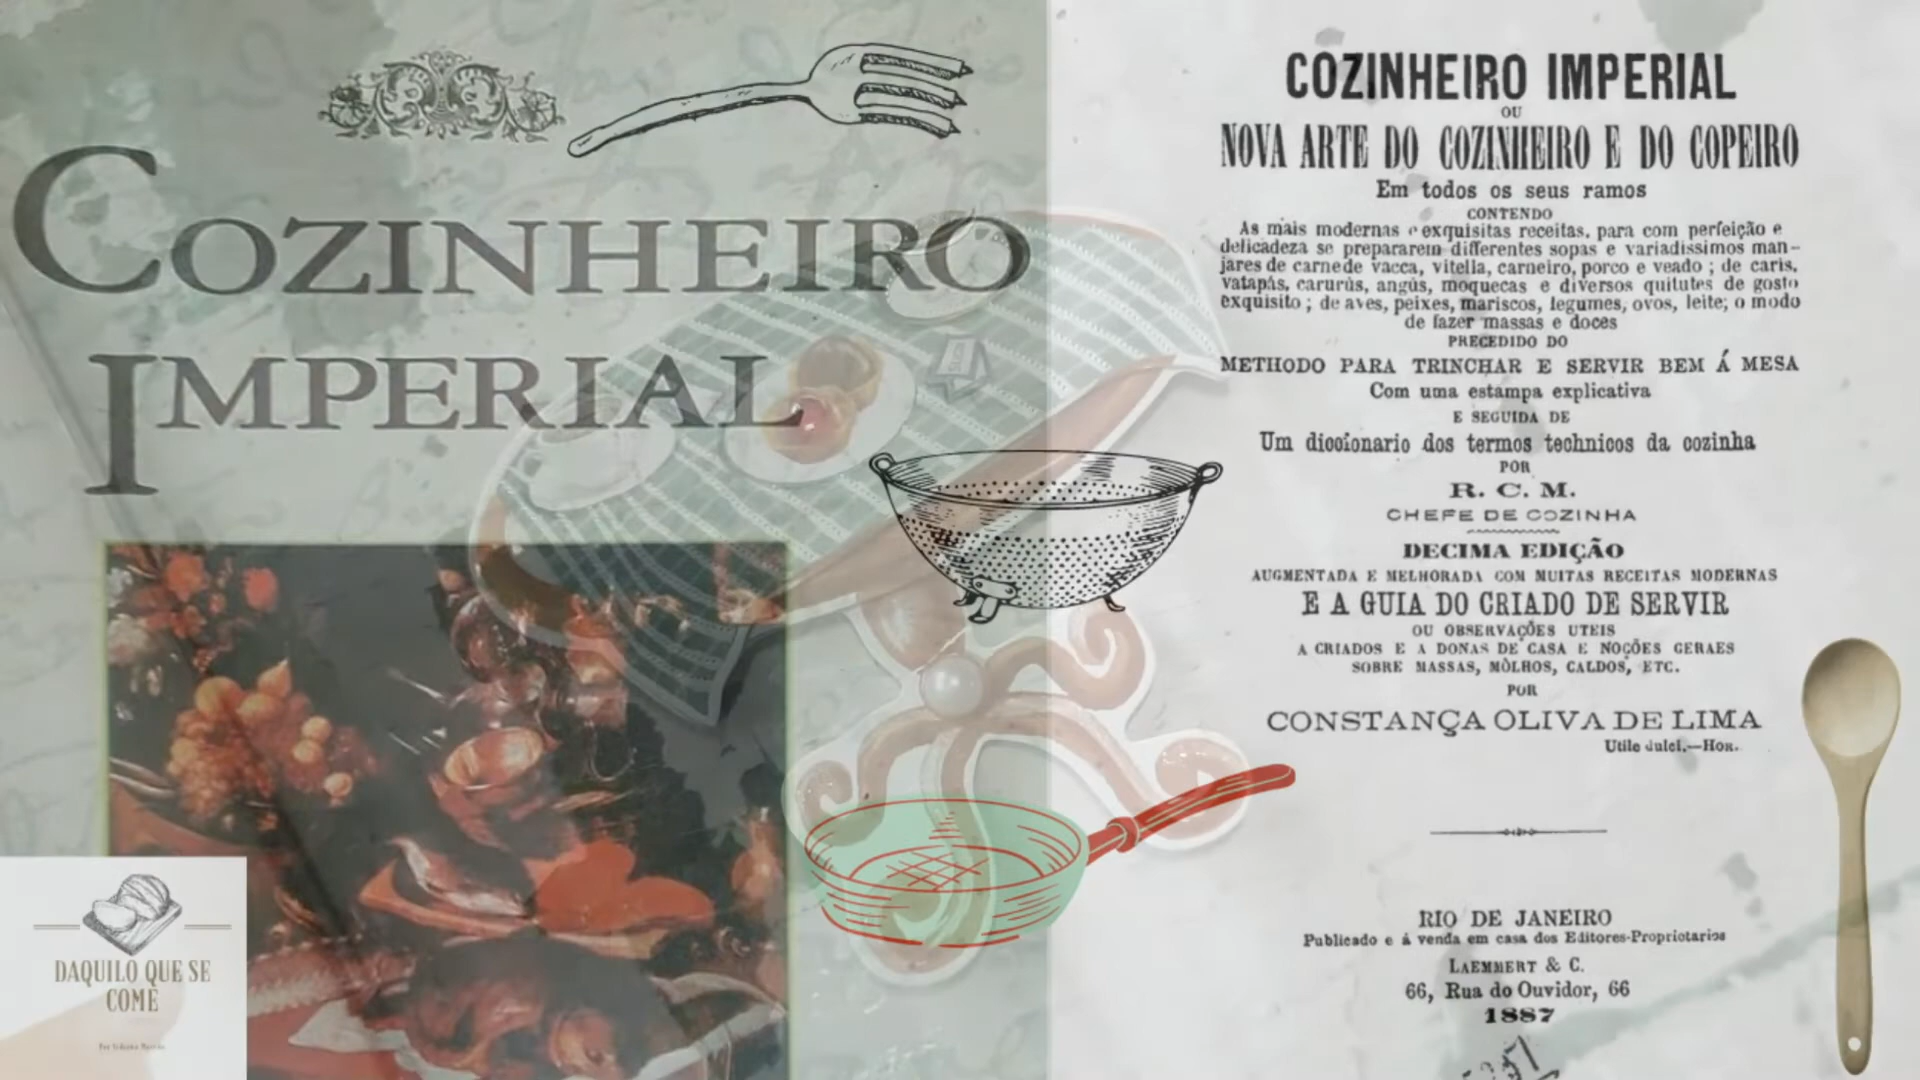 COZINHEIRO
IMPERIAL
COZINHEIRO IMPERIAL
OU
NOVA ARTE DO COZINHEIRO E DO COPEIRO
Em todos os seus ramos
CONTENDO
As mais modernas e exquisitas receitas, para com perfeição e
delicadeza se prepararem differentes sopas e variadissimos man-
jares de carne de vacca, vitella, carneiro, porco e veado ; de caris,
vatapás, carurús, angús, moquecas e diversos quitutes de gosto
exquisito ; de aves, peixes, mariscos, legumes, ovos, leite; o modo
de fazer massas e doces
PRECEDIDO DO
METHODO PARA TRINCHAR E SERVIR BEM Á MESA
Com uma estampa explicativa
E SEGUIDA DE
Um diccionario dos termos technicos da cozinha
POR
R. C. M.
CHEFE DE COZINHA
DECIMA EDIÇÃO
AUGMENTADA E MELHORADA COM MUITAS RECEITAS MODERNAS
E A GUIA DO CRIADO DE SERVIR
OU OBSERVAÇÕES UTEIS
A CRIADOS E A DONAS DE CASA E NOÇÕES GERAES
SOBRE MASSAS, MÔLHOS, CALDOS, ETC.
POR
CONSTANÇA OLIVA DE LIMA
Utile dulci.—HOR.
RIO DE JANEIRO
Publicado e á venda em casa dos Editores-Proprietarios
LAEMMERT & C.
66, Rua do Ouvidor, 66
1887
DAQUILO QUE SE
COME